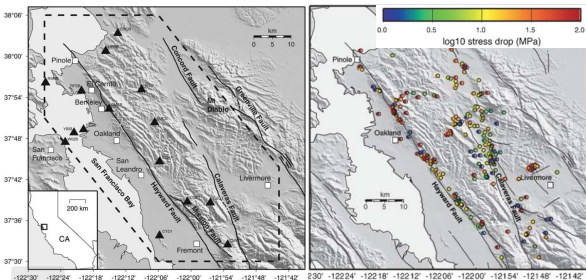 38°06'
38°00'
37°54'
37°48'
37°42'
37°36'
37°30'
-122°30'
-122°24'
-122°18'
-122°12'
-122°06'
-122°00'
-121°54'
-121°48'
-121°42'
Pinole
El Cerrito
Berkeley
Oakland
San Francisco
San Leandro
San Francisco Bay
Hayward Fault
Mission Fault
Calaveras Fault
Concord Fault
Greenville Fault
Mt Diablo
Livermore
Fremont
km
0 10
200 km
CA
0.0 0.5 1.0 1.5 2.0
log10 stress drop (MPa)
Pinole
Oakland
Hayward Fault
Calaveras Fault
Livermore
km
0 10
2°30'
-122°24'
-122°18'
-122°12'
-122°06'
-122°00'
-121°54'
-121°48'
-121°42'